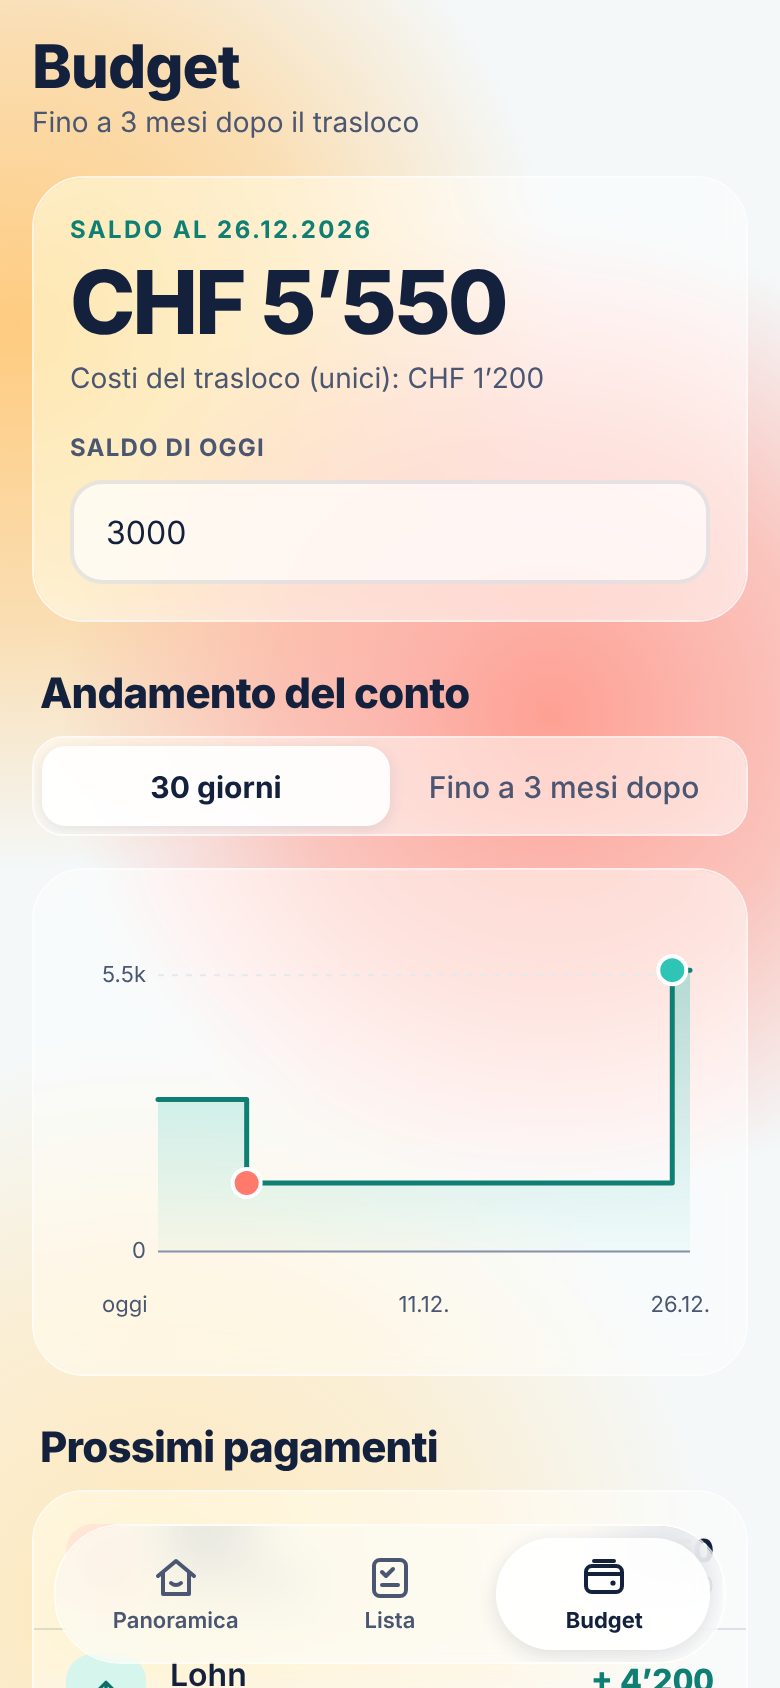 Budget
Fino a 3 mesi dopo il trasloco
SALDO AL 26.12.2026
CHF 5’550
Costi del trasloco (unici): CHF 1’200
SALDO DI OGGI
3000
Andamento del conto
30 giorni
Fino a 3 mesi dopo
5.5k
0
oggi
11.12.
26.12.
Prossimi pagamenti
Panoramica
Lista
Budget
Lohn
+ 4’200